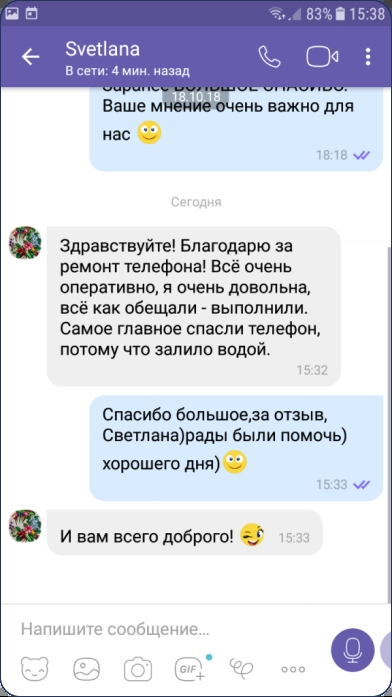 83% 15:38
Svetlana
В сети: 4 мин. назад
Заранее БОЛЬШОЕ СПАСИБО!
18.10.18
Ваше мнение очень важно для
нас
18:18
Сегодня
Здравствуйте! Благодарю за
ремонт телефона! Всё очень
оперативно, я очень довольна,
всё как обещали - выполнили.
Самое главное спасли телефон,
потому что залило водой.
15:32
Спасибо большое,за отзыв,
Светлана)рады были помочь)
хорошего дня)
15:33
И вам всего доброго!
15:33
Напишите сообщение...
GIF